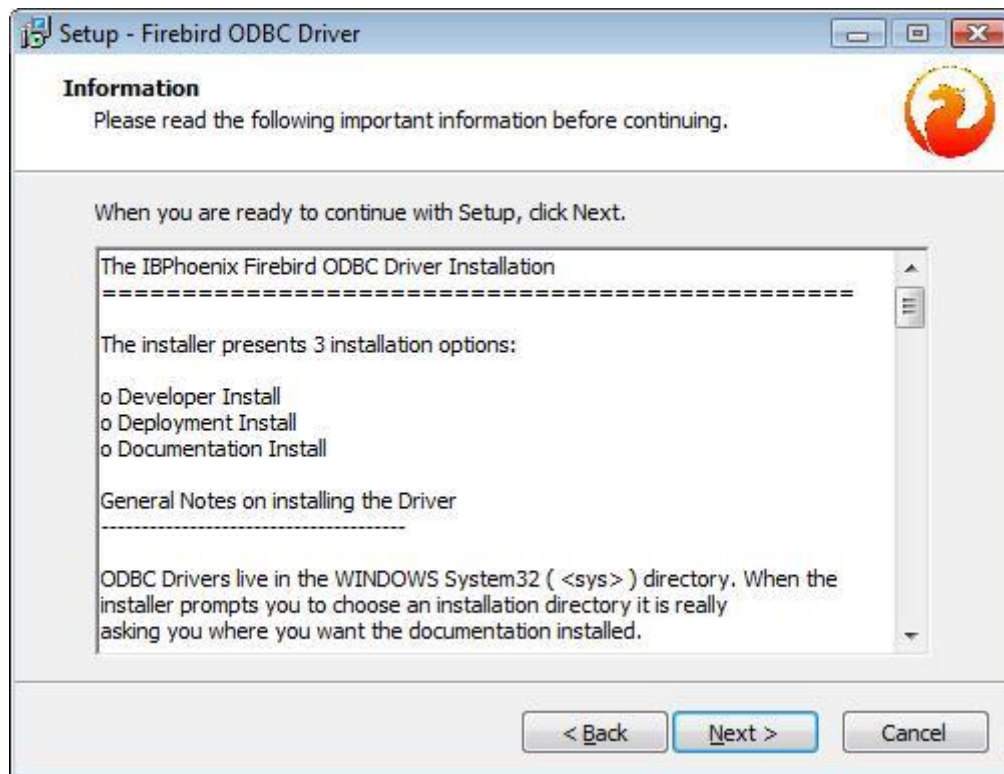 Setup - Firebird ODBC Driver
Information
Please read the following important information before continuing.
When you are ready to continue with Setup, click Next.
The IBPhoenix Firebird ODBC Driver Installation
===============================================
The installer presents 3 installation options:
o Developer Install
o Deployment Install
o Documentation Install
General Notes on installing the Driver
--------------------------------------
ODBC Drivers live in the WINDOWS System32 ( <sys> ) directory. When the
installer prompts you to choose an installation directory it is really
asking you where you want the documentation installed.
< Back
Next >
Cancel